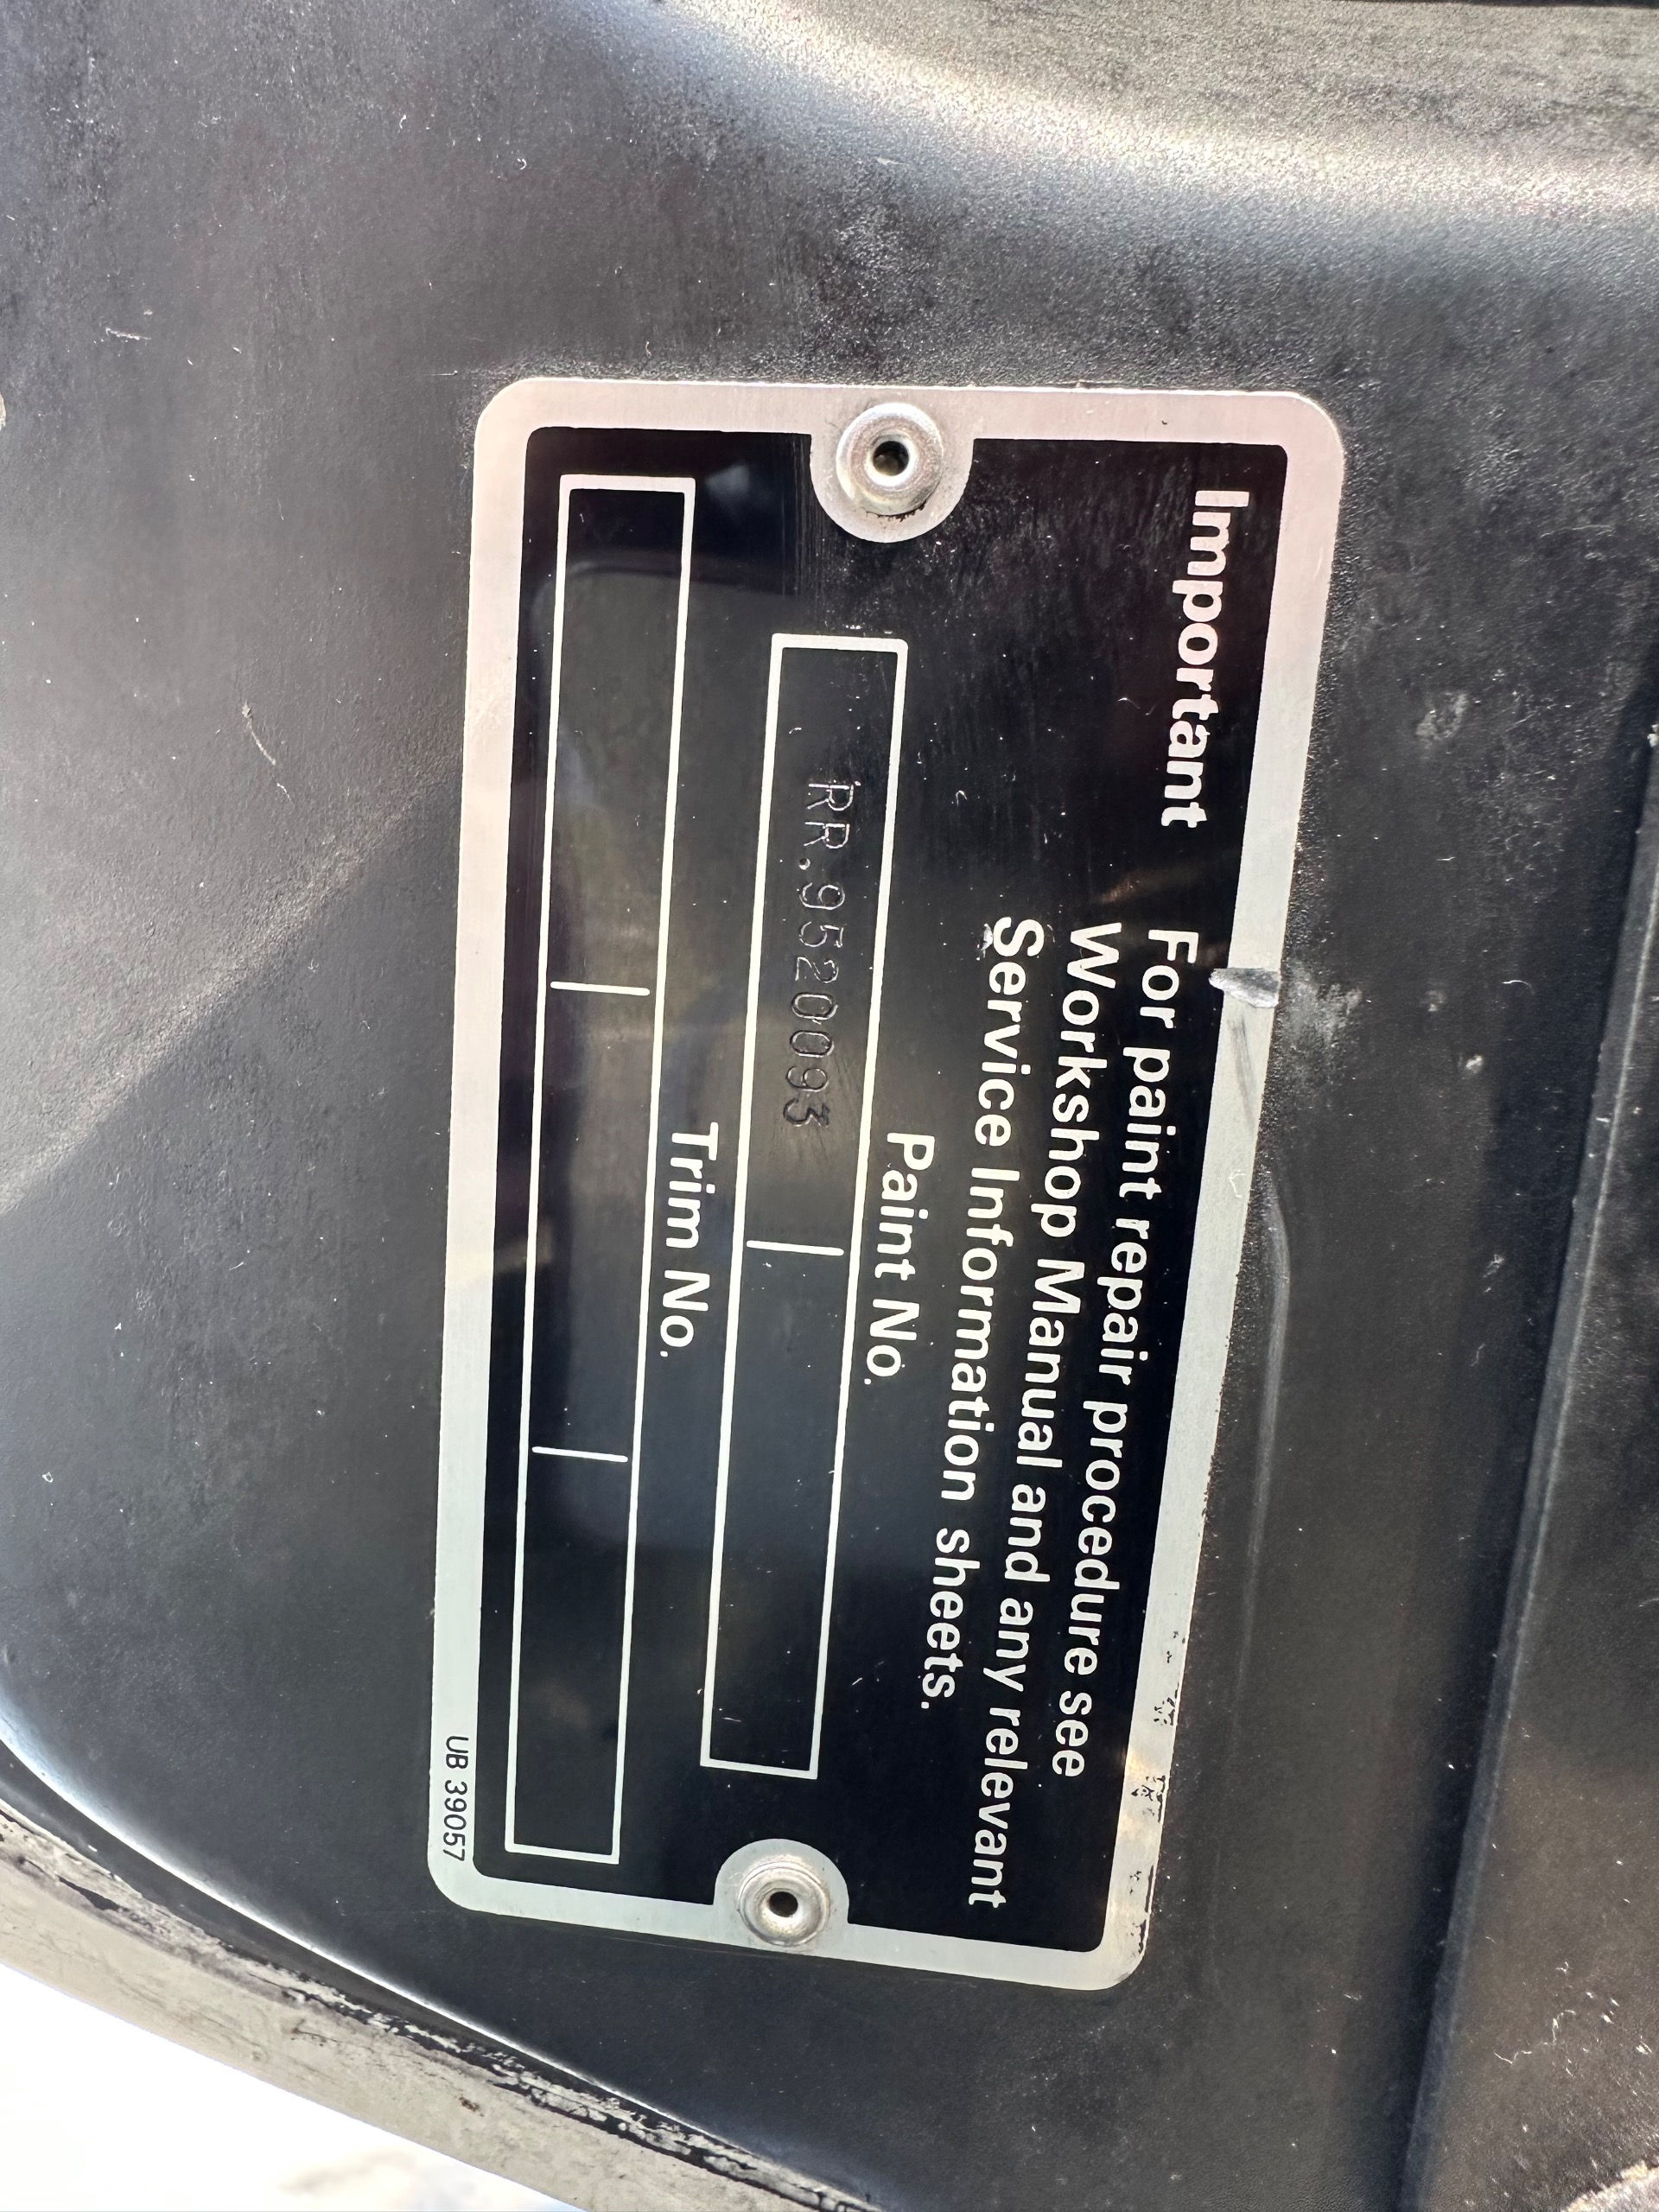 Important
For paint repair procedure see
Workshop Manual and any relevant
Service Information sheets.
Paint No.
RR.9520093
Trim No.
UB 39057